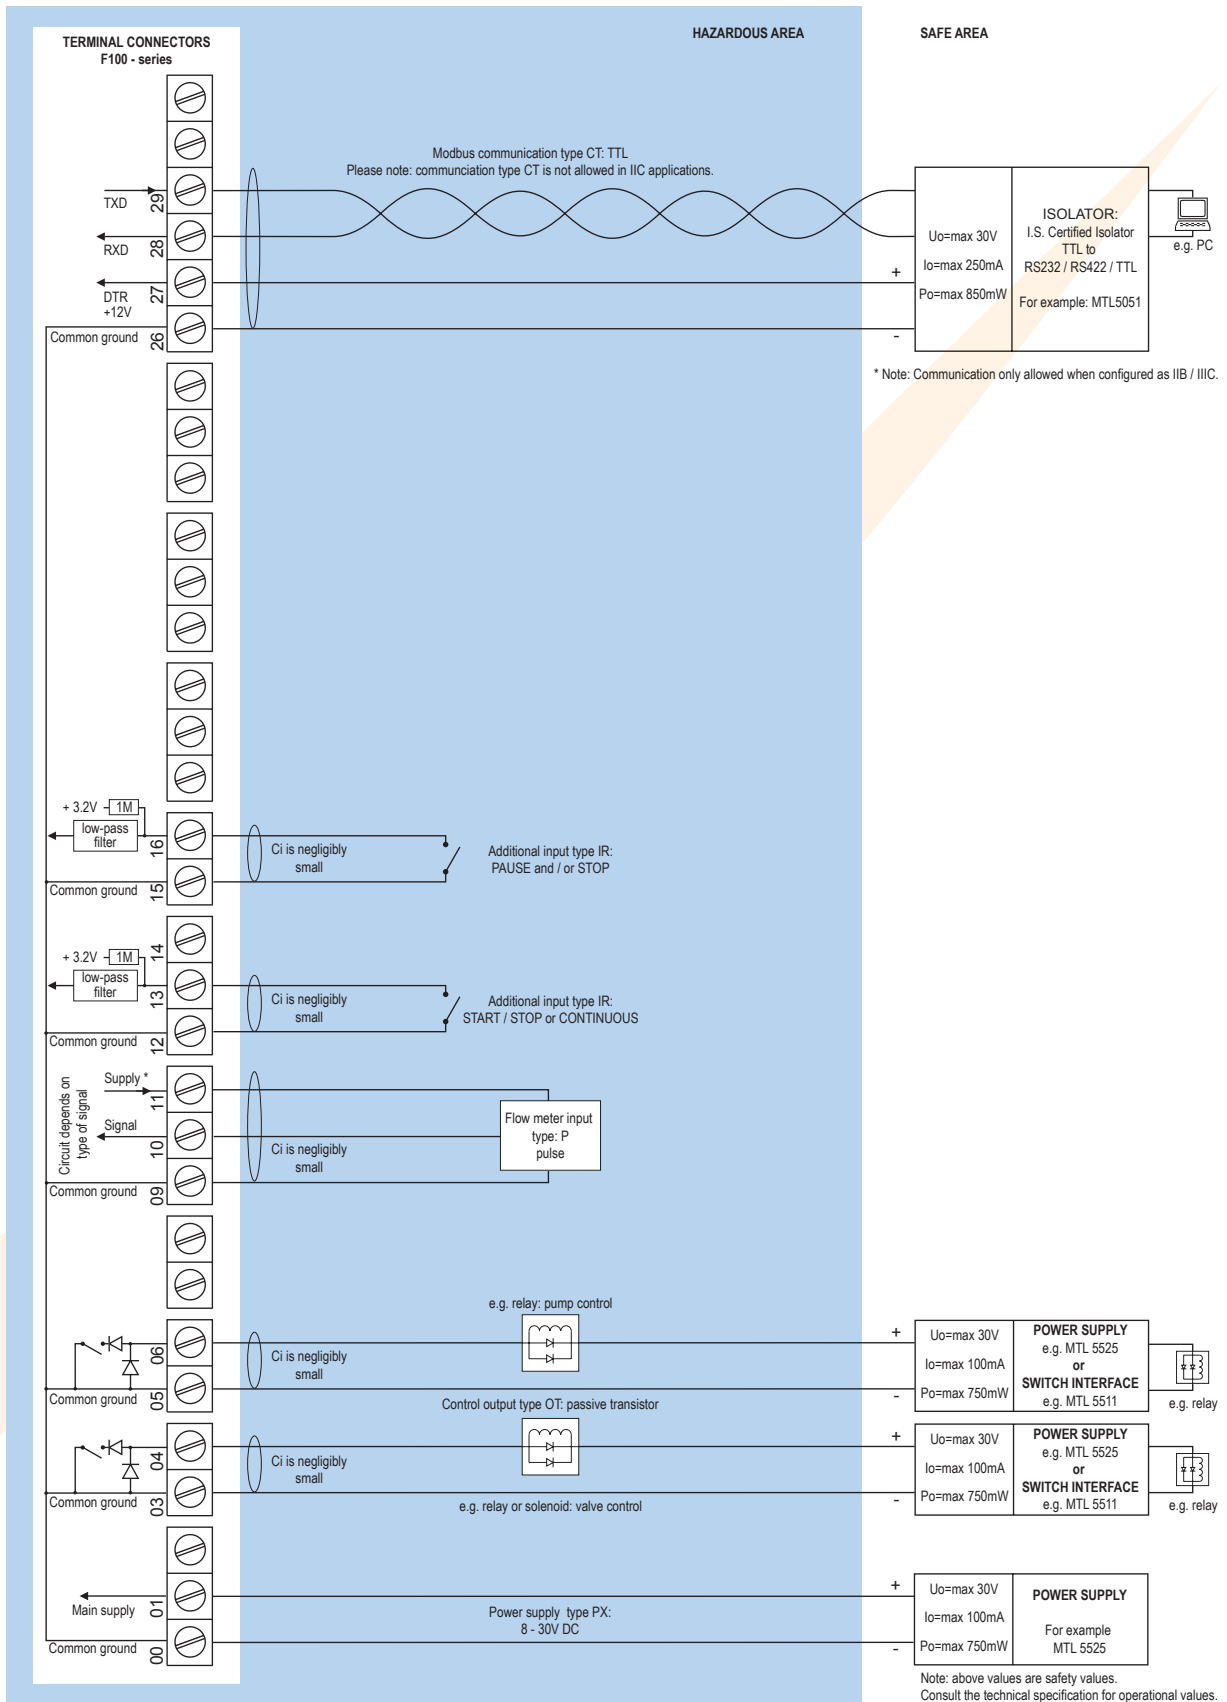 TERMINAL CONNECTORS
F100 - series
HAZARDOUS AREA
SAFE AREA
Modbus communication type CT: TTL
Please note: communciation type CT is not allowed in IIC applications.
TXD
29
RXD
28
DTR
+12V
27
Common ground
26
Uo=max 30V
Io=max 250mA
Po=max 850mW
+
-
ISOLATOR:
I.S. Certified Isolator
TTL to
RS232 / RS422 / TTL
For example: MTL5051
e.g. PC
* Note: Communication only allowed when configured as IIB / IIIC.
+ 3.2V
1M
low-pass
filter
16
Common ground
15
Ci is negligibly
small
Additional input type IR:
PAUSE and / or STOP
14
+ 3.2V
1M
low-pass
filter
13
Common ground
12
Ci is negligibly
small
Additional input type IR:
START / STOP or CONTINUOUS
Circuit depends on
type of signal
Supply *
11
Signal
10
Common ground
09
Ci is negligibly
small
Flow meter input
type: P
pulse
e.g. relay: pump control
06
Common ground
05
Ci is negligibly
small
Control output type OT: passive transistor
+
-
Uo=max 30V
Io=max 100mA
Po=max 750mW
POWER SUPPLY
e.g. MTL 5525
or
SWITCH INTERFACE
e.g. MTL 5511
e.g. relay
04
Common ground
03
Ci is negligibly
small
e.g. relay or solenoid: valve control
+
-
Uo=max 30V
Io=max 100mA
Po=max 750mW
POWER SUPPLY
e.g. MTL 5525
or
SWITCH INTERFACE
e.g. MTL 5511
e.g. relay
Main supply
01
Common ground
00
Power supply type PX:
8 - 30V DC
+
-
Uo=max 30V
Io=max 100mA
Po=max 750mW
POWER SUPPLY
For example
MTL 5525
Note: above values are safety values.
Consult the technical specification for operational values.